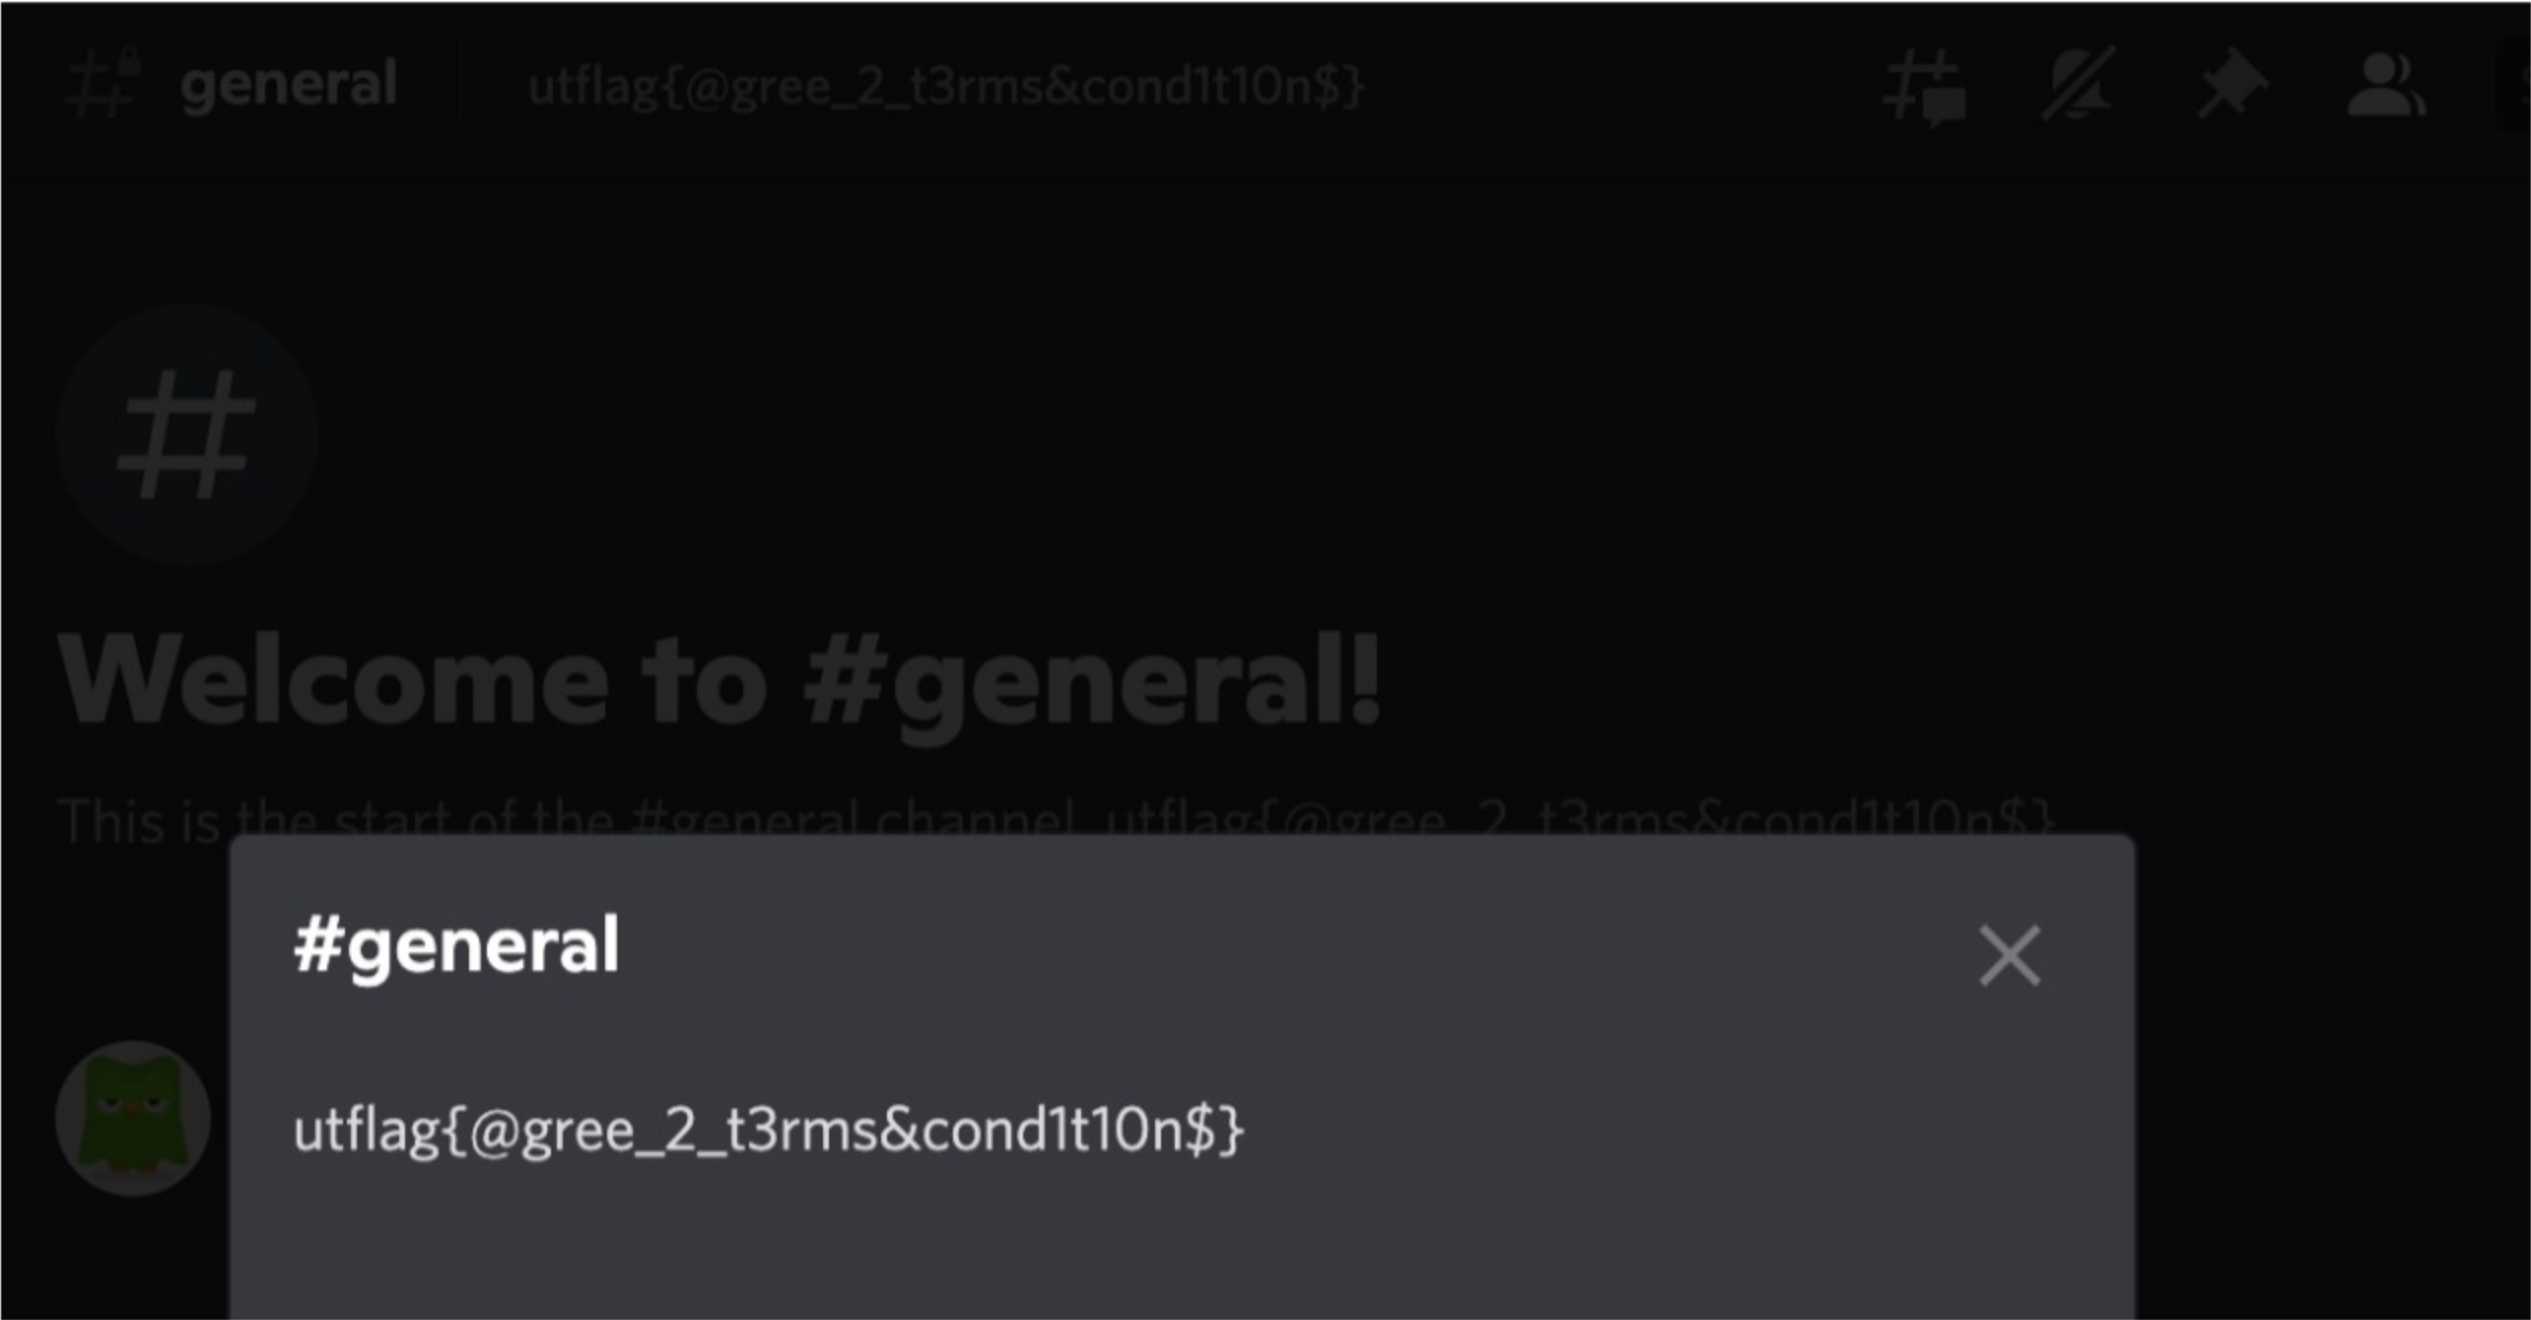 general utflag{@gree_2_t3rms&cond1t10n$}
#
Welcome to #general!
This is the start of the #general channel. utflag{@gree_2_t3rms&cond1t10n$}
#general
utflag{@gree_2_t3rms&cond1t10n$}